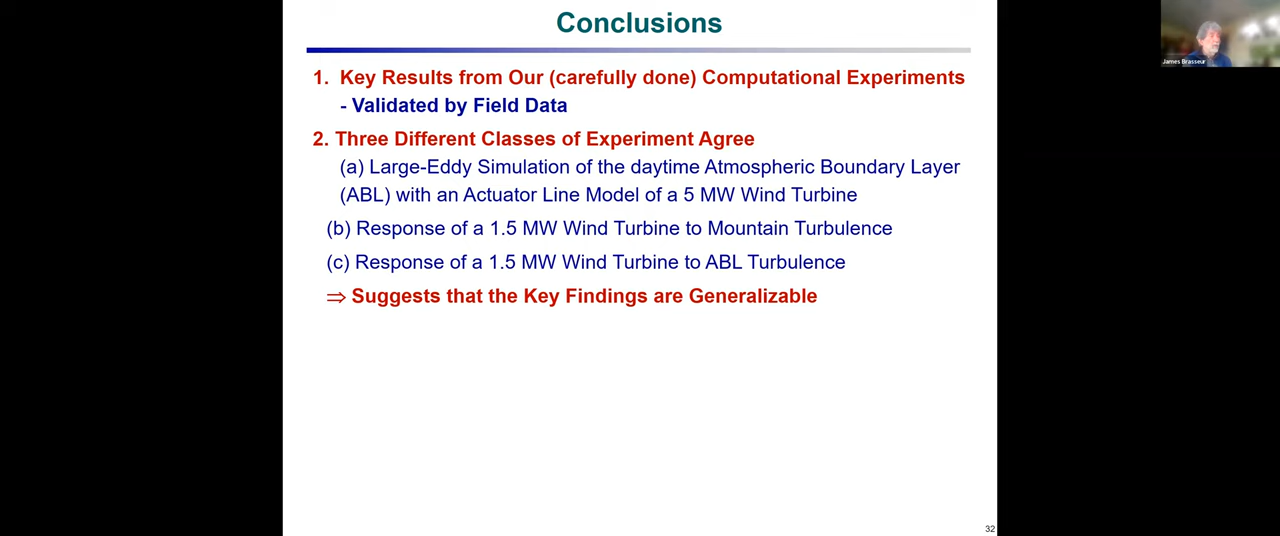 Conclusions
James Brasseur
1. Key Results from Our (carefully done) Computational Experiments
- Validated by Field Data
2. Three Different Classes of Experiment Agree
(a) Large-Eddy Simulation of the daytime Atmospheric Boundary Layer
(ABL) with an Actuator Line Model of a 5 MW Wind Turbine
(b) Response of a 1.5 MW Wind Turbine to Mountain Turbulence
(c) Response of a 1.5 MW Wind Turbine to ABL Turbulence
⇒ Suggests that the Key Findings are Generalizable
32